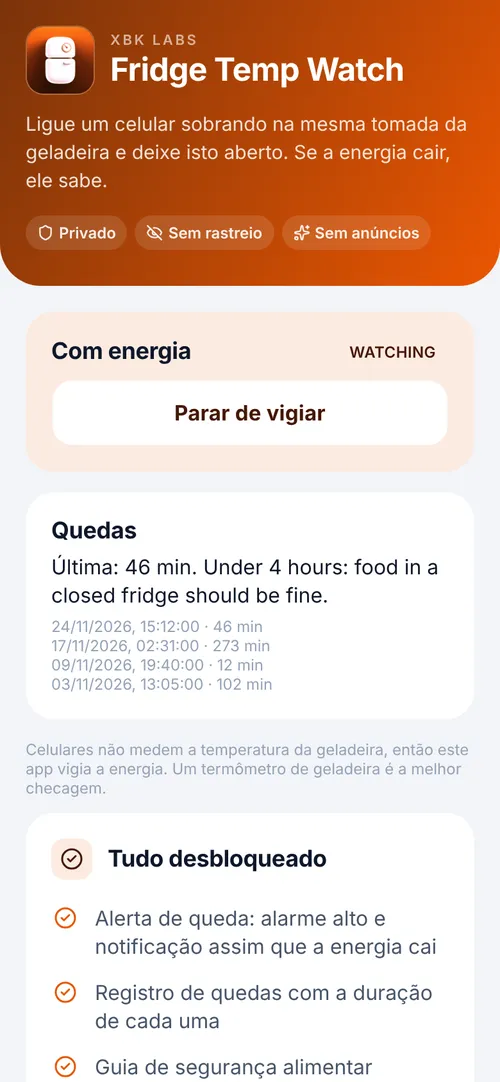 XBK LABS
Fridge Temp Watch
Ligue um celular sobrando na mesma tomada da
geladeira e deixe isto aberto. Se a energia cair,
ele sabe.
Privado
Sem rastreio
Sem anúncios
Com energia
WATCHING
Parar de vigiar
Quedas
Última: 46 min. Under 4 hours: food in a
closed fridge should be fine.
24/11/2026, 15:12:00 · 46 min
17/11/2026, 02:31:00 · 273 min
09/11/2026, 19:40:00 · 12 min
03/11/2026, 13:05:00 · 102 min
Celulares não medem a temperatura da geladeira, então este
app vigia a energia. Um termômetro de geladeira é a melhor
checagem.
Tudo desbloqueado
Alerta de queda: alarme alto e
notificação assim que a energia cai
Registro de quedas com a duração
de cada uma
Guia de segurança alimentar